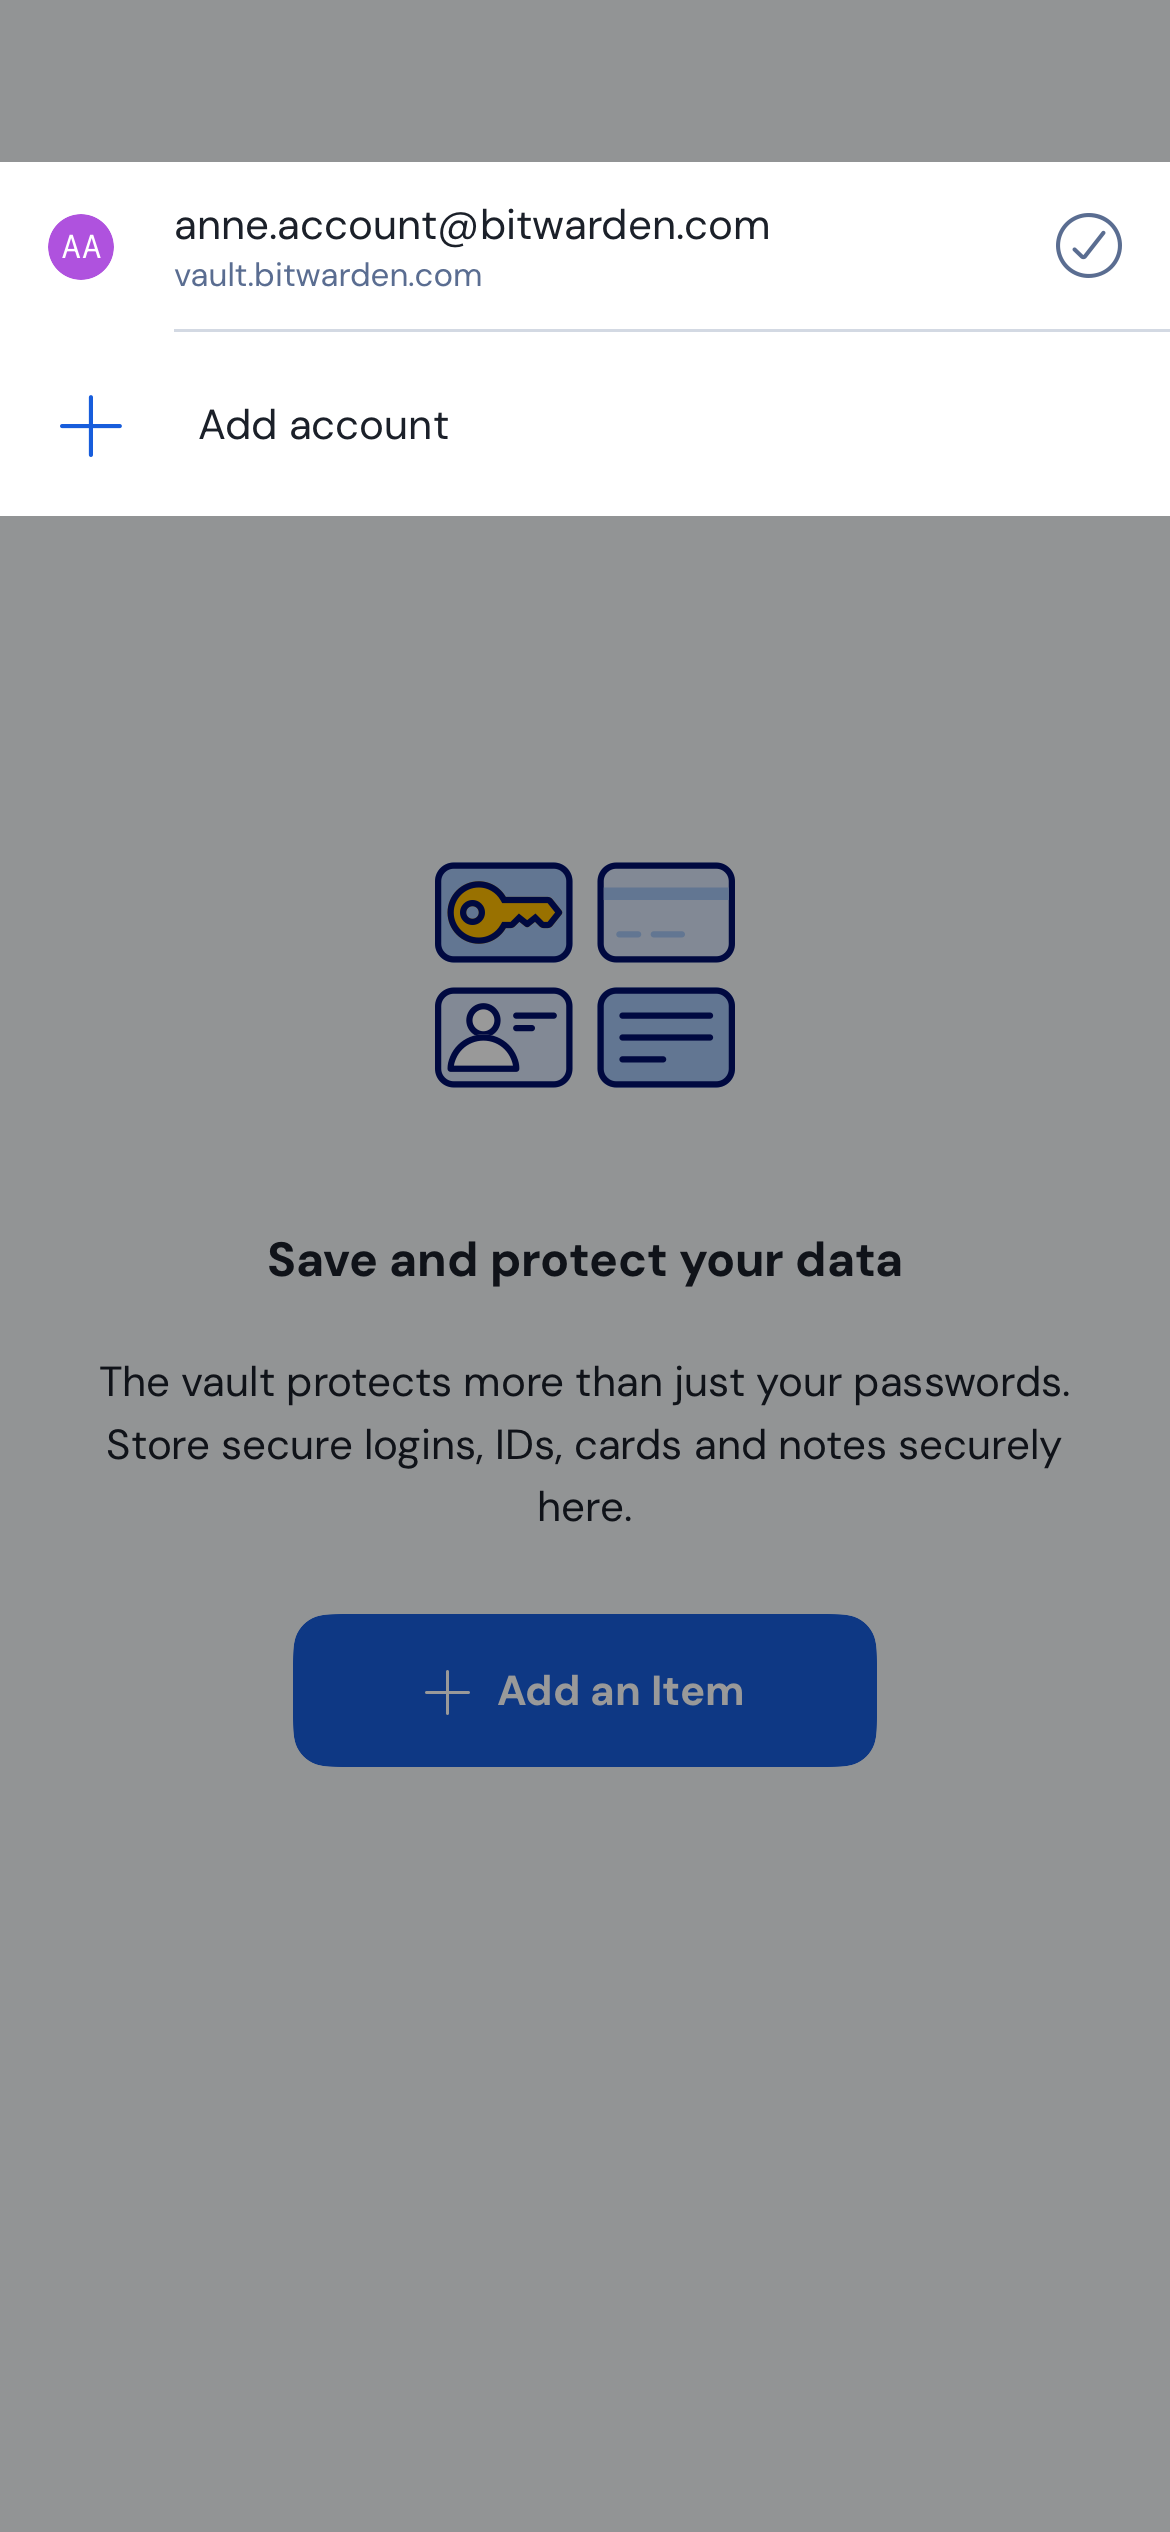 AA
anne.account@bitwarden.com
vault.bitwarden.com
Add account
Save and protect your data
The vault protects more than just your passwords.
Store secure logins, IDs, cards and notes securely
here.
Add an Item